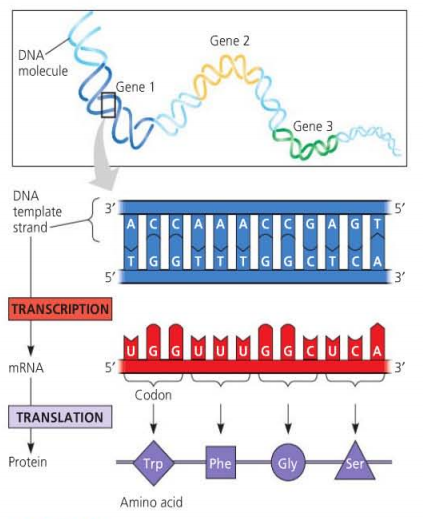 Gene 2
DNA
molecule
Gene 1
Gene 3
DNA
template
strand
3′ 5′
A C C A A A C C G A G T
T G G T T T G G C T C A
5′ 3′
TRANSCRIPTION
U G G U U U G G C U C A
mRNA 5′ 3′
Codon
TRANSLATION
Protein
Trp Phe Gly Ser
Amino acid